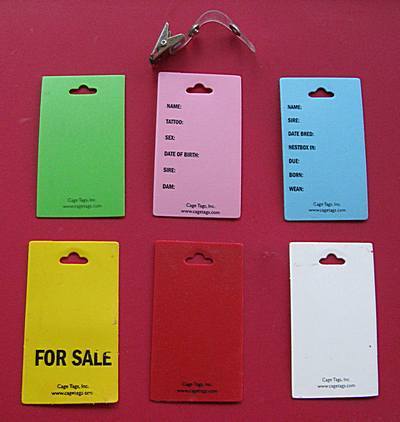 Cage Tags, Inc.
www.cagetags.com
NAME:
TATTOO:
SEX:
DATE OF BIRTH:
SIRE:
DAM:
Cage Tags, Inc.
www.cagetags.com
NAME:
SIRE:
DATE BRED:
NESTBOX IN:
DUE:
BORN:
WEAN:
Cage Tags, Inc.
www.cagetags.com
FOR SALE
Cage Tags, Inc.
www.cagetags.com
Cage Tags, Inc.
www.cagetags.com
Cage Tags, Inc.
www.cagetags.com